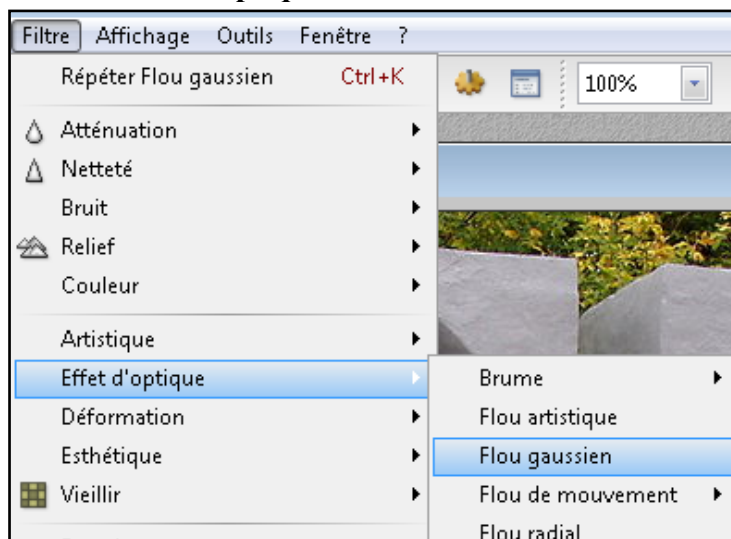 Filtre Affichage Outils Fenêtre ?
Répéter Flou gaussien Ctrl+K
100%
Atténuation
Netteté
Bruit
Relief
Couleur
Artistique
Effet d'optique
Brume
Déformation
Flou artistique
Esthétique
Flou gaussien
Vieillir
Flou de mouvement
Flou radial